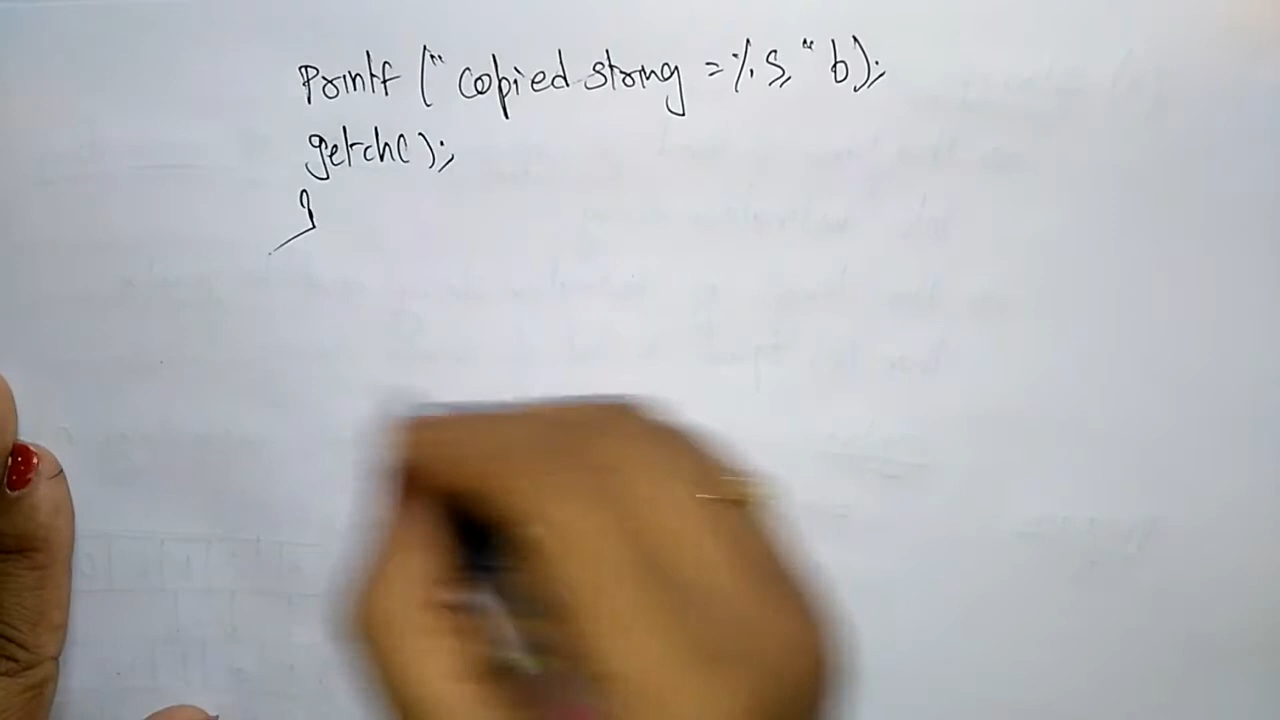 Printf (" copied string = %s, " b);
getch( );
}